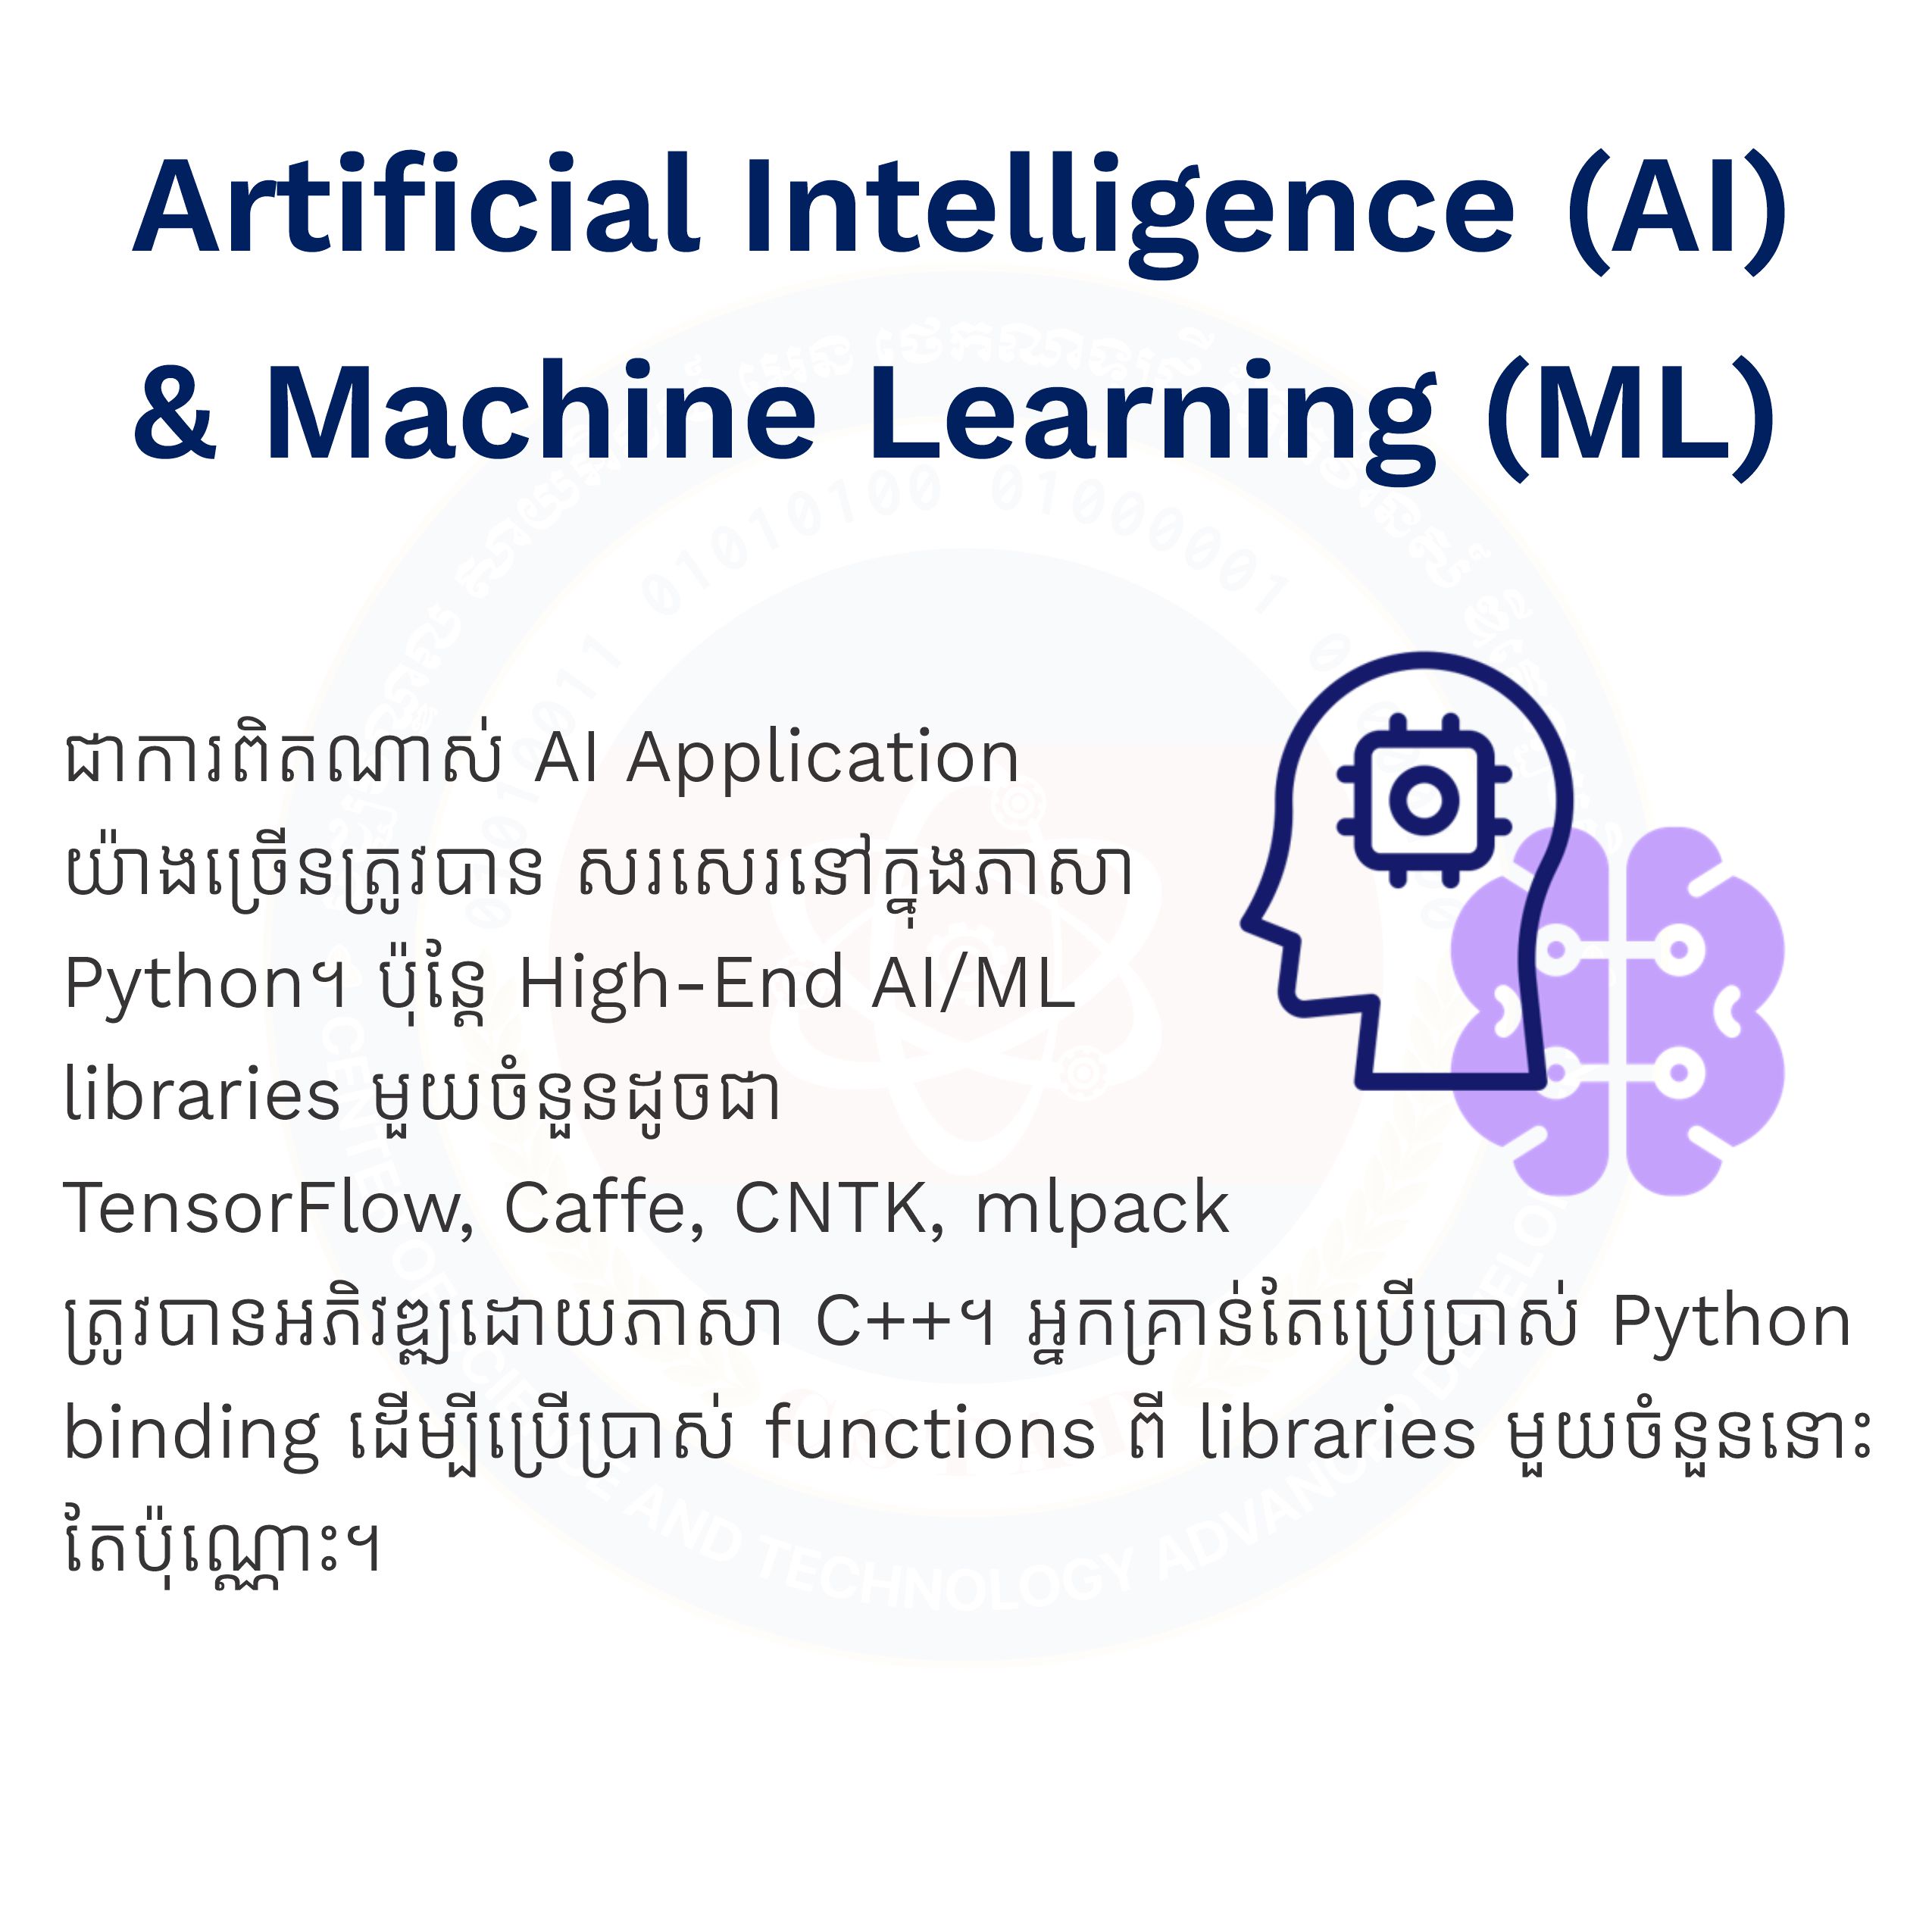 Artificial Intelligence (AI)
& Machine Learning (ML)
ជាការពិតណាស់ AI Application
យ៉ាងច្រើនត្រូវបាន សរសេរនៅក្នុងភាសា
Python។ ប៉ុន្តែ High-End AI/ML
libraries មួយចំនួនដូចជា
TensorFlow, Caffe, CNTK, mlpack
ត្រូវបានអភិវឌ្ឍដោយភាសា C++។ អ្នកគ្រាន់តែប្រើប្រាស់ Python
binding ដើម្បីប្រើប្រាស់ functions ពី libraries មួយចំនួននោះ
តែប៉ុណ្ណោះ។